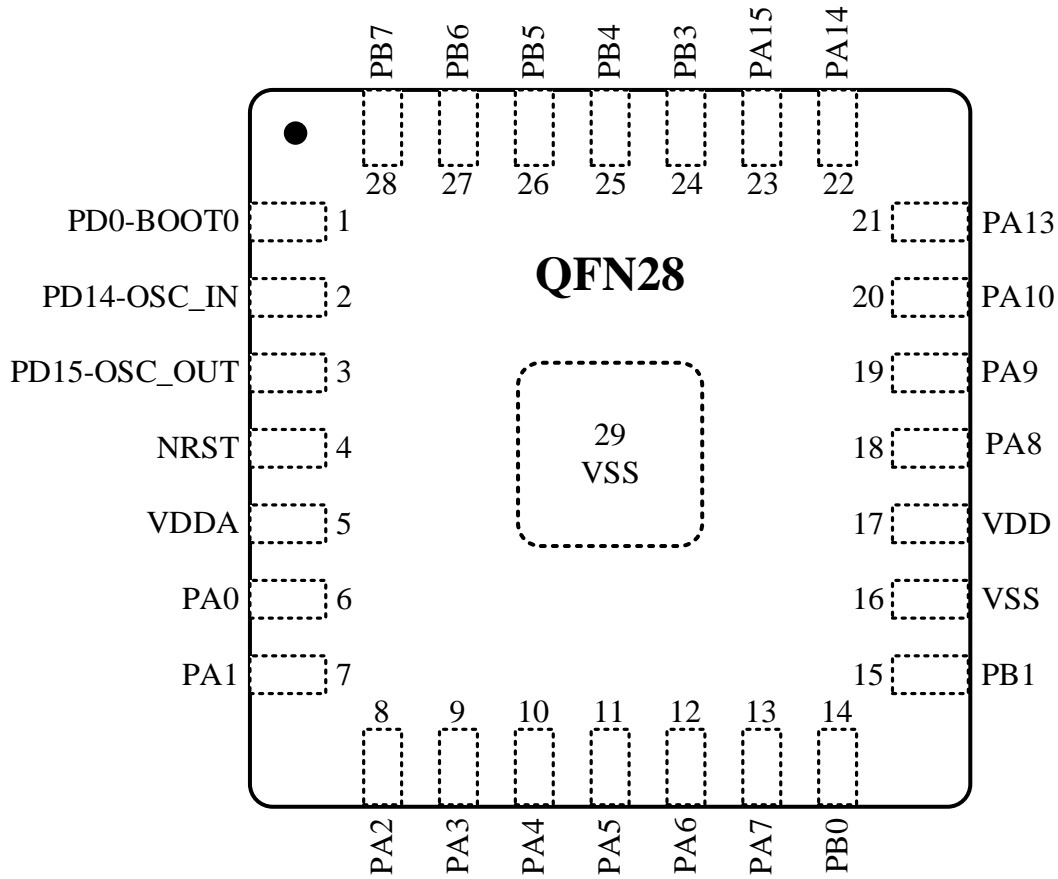 PB7 PB6 PB5 PB4 PB3 PA15 PA14
28 27 26 25 24 23 22
PD0-BOOT0 1 21 PA13
QFN28
PD14-OSC_IN 2 20 PA10
PD15-OSC_OUT 3 19 PA9
29
NRST 4 18 PA8
VSS
VDDA 5 17 VDD
PA0 6 16 VSS
PA1 7 15 PB1
8 9 10 11 12 13 14
PA2 PA3 PA4 PA5 PA6 PA7 PB0